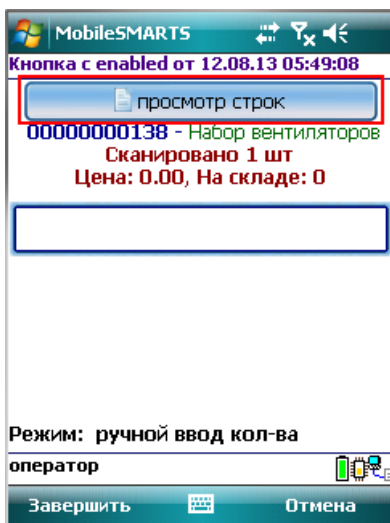 MobileSMARTS
Кнопка с enabled от 12.08.13 05:49:08
просмотр строк
00000000138 - Набор вентиляторов
Сканировано 1 шт
Цена: 0.00, На складе: 0
Режим: ручной ввод кол-ва
оператор
Завершить Отмена